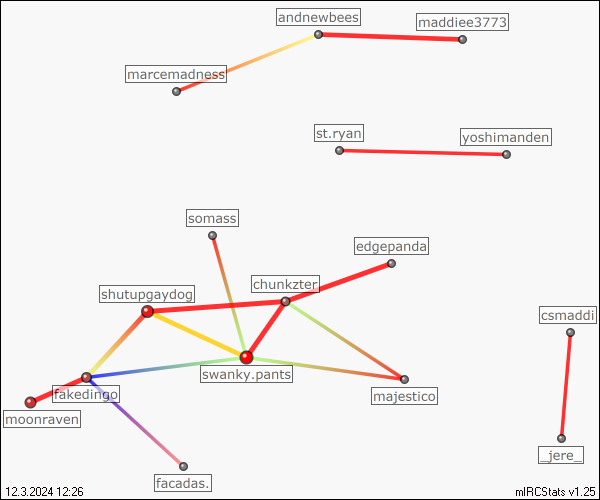 andnewbees
maddiee3773
marcemadness
st.ryan
yoshimanden
somass
edgepanda
chunkzter
shutupgaydog
csmaddi
swanky.pants
fakedingo
majestico
moonraven
_jere_
facadas.
12.3.2024 12:26
mIRCStats v1.25